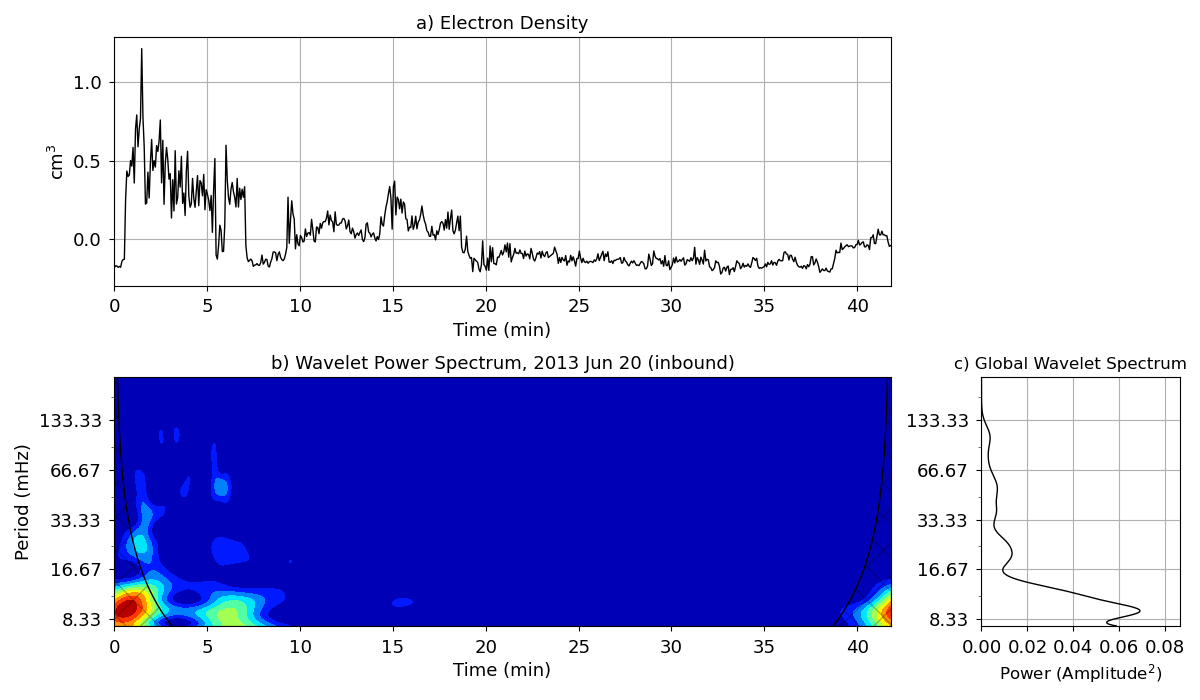 a) Electron Density
1.0
0.5
0.0
cm³
0 5 10 15 20 25 30 35 40
Time (min)
b) Wavelet Power Spectrum, 2013 Jun 20 (inbound)
133.33
66.67
33.33
16.67
8.33
Period (mHz)
0 5 10 15 20 25 30 35 40
Time (min)
c) Global Wavelet Spectrum
133.33
66.67
33.33
16.67
8.33
0.00 0.02 0.04 0.06 0.08
Power (Amplitude²)